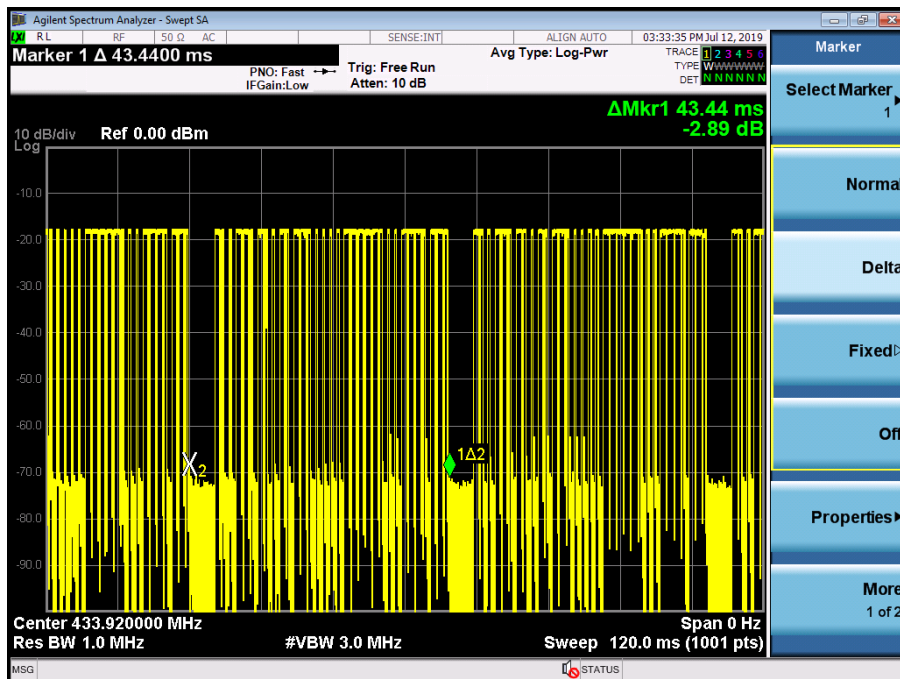 Agilent Spectrum Analyzer - Swept SA
LXI RL RF 50 Ω AC SENSE:INT ALIGN AUTO 03:33:35 PM Jul 12, 2019
Marker 1 Δ 43.4400 ms
PNO: Fast
IFGain:Low
Trig: Free Run
Atten: 10 dB
Avg Type: Log-Pwr
TRACE 1 2 3 4 5 6
TYPE WWWWWW
DET N N N N N N
ΔMkr1 43.44 ms
-2.89 dB
10 dB/div Ref 0.00 dBm
Log
-10.0
-20.0
-30.0
-40.0
-50.0
-60.0
-70.0
-80.0
-90.0
X2
1Δ2
Center 433.920000 MHz Span 0 Hz
Res BW 1.0 MHz #VBW 3.0 MHz Sweep 120.0 ms (1001 pts)
MSG STATUS
Marker
Select Marker
1
Norma
Delta
Fixed
Off
Properties
More
1 of 2